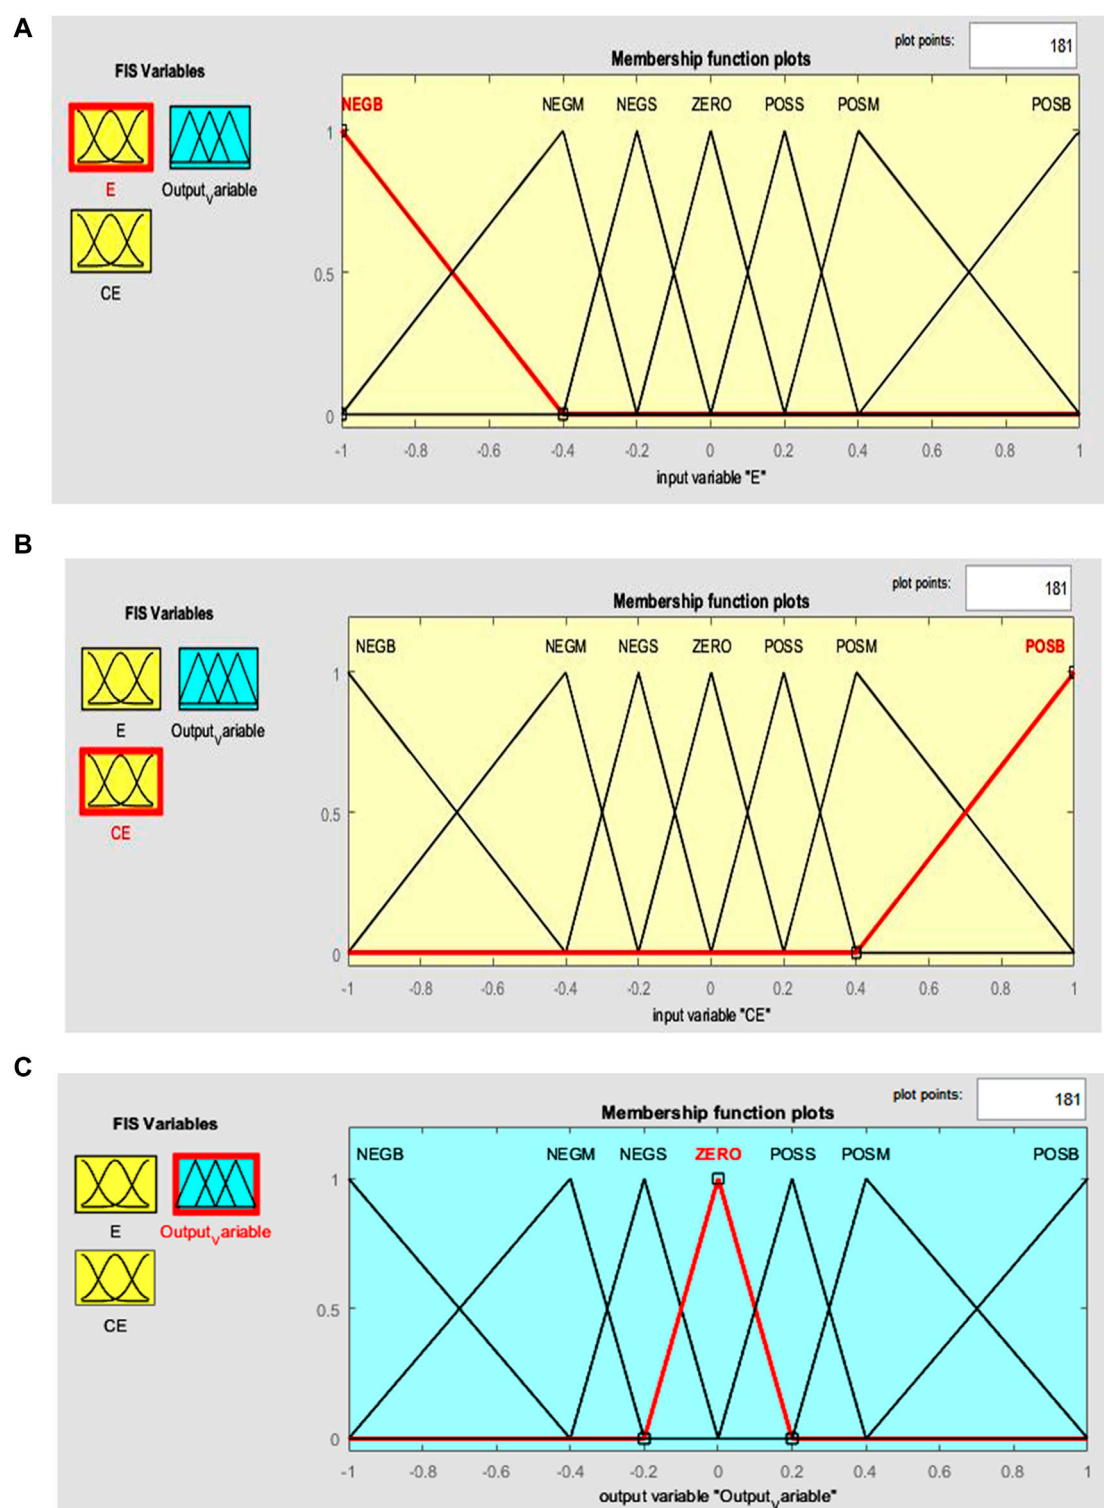 A
plot points: 181
FIS Variables
Membership function plots
E
Output_Variable
CE
NEGB NEGM NEGS ZERO POSS POSM POSB
1
0.5
0
-1 -0.8 -0.6 -0.4 -0.2 0 0.2 0.4 0.6 0.8 1
input variable "E"
B
plot points: 181
FIS Variables
Membership function plots
E
Output_Variable
CE
NEGB NEGM NEGS ZERO POSS POSM POSB
1
0.5
0
-1 -0.8 -0.6 -0.4 -0.2 0 0.2 0.4 0.6 0.8 1
input variable "CE"
C
plot points: 181
FIS Variables
Membership function plots
E
Output_Variable
CE
NEGB NEGM NEGS ZERO POSS POSM POSB
1
0.5
0
-1 -0.8 -0.6 -0.4 -0.2 0 0.2 0.4 0.6 0.8 1
output variable "Output_Variable"